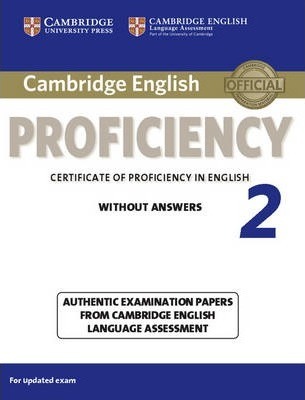 CAMBRIDGE
UNIVERSITY PRESS
CAMBRIDGE ENGLISH
Language Assessment
Part of the University of Cambridge
Cambridge English
OFFICIAL
PROFICIENCY
CERTIFICATE OF PROFICIENCY IN ENGLISH
WITHOUT ANSWERS
2
AUTHENTIC EXAMINATION PAPERS
FROM CAMBRIDGE ENGLISH
LANGUAGE ASSESSMENT
For updated exam